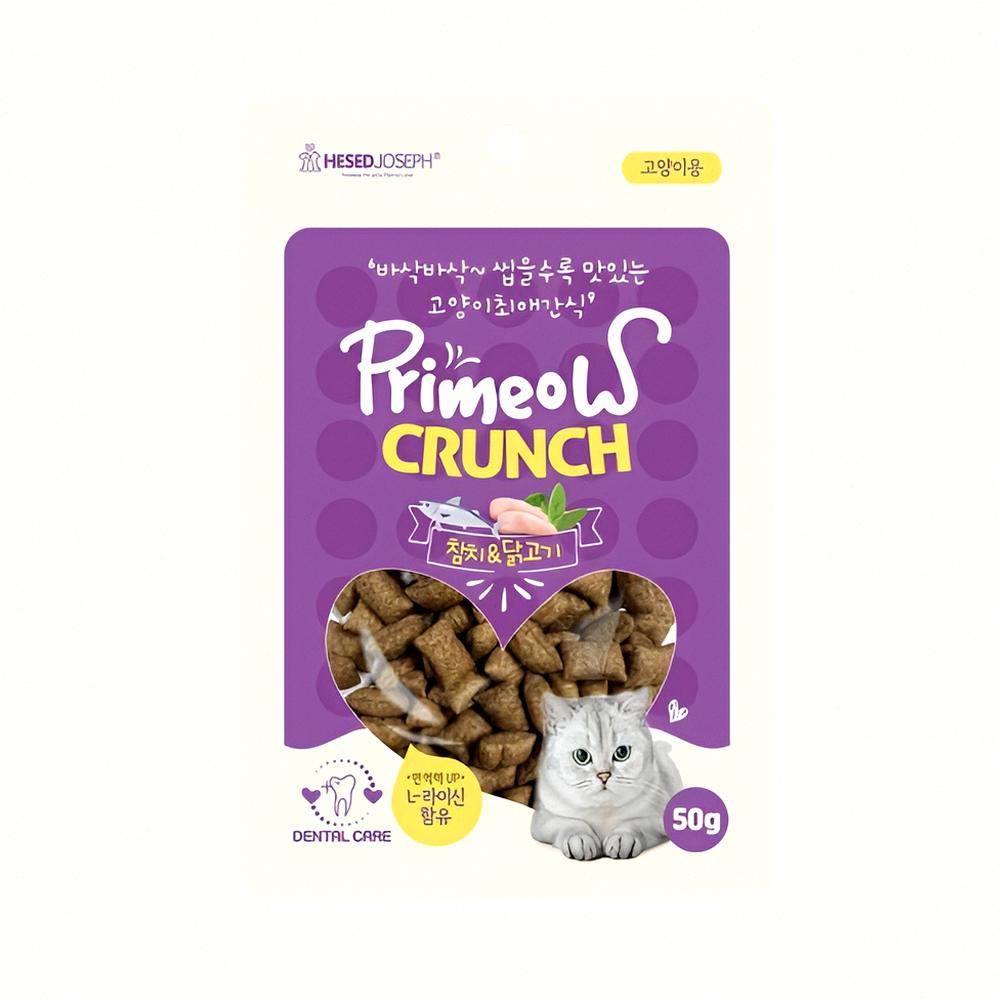 HESEDJOSEPH
고양이용
'바삭바삭~ 씹을수록 맛있는
고양이최애간식'
Primeow
CRUNCH
참치&닭고기
DENTAL CARE
·면역력 UP·
L-라이신
함유
50g